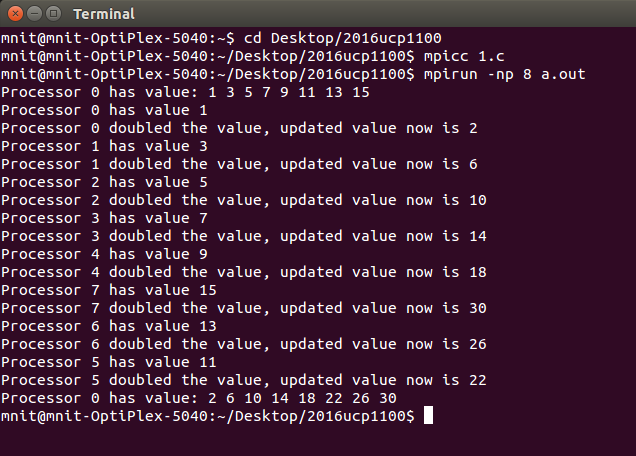 Terminal
mnit@mnit-OptiPlex-5040:~$ cd Desktop/2016ucp1100
mnit@mnit-OptiPlex-5040:~/Desktop/2016ucp1100$ mpicc 1.c
mnit@mnit-OptiPlex-5040:~/Desktop/2016ucp1100$ mpirun -np 8 a.out
Processor 0 has value: 1 3 5 7 9 11 13 15
Processor 0 has value 1
Processor 0 doubled the value, updated value now is 2
Processor 1 has value 3
Processor 1 doubled the value, updated value now is 6
Processor 2 has value 5
Processor 2 doubled the value, updated value now is 10
Processor 3 has value 7
Processor 3 doubled the value, updated value now is 14
Processor 4 has value 9
Processor 4 doubled the value, updated value now is 18
Processor 7 has value 15
Processor 7 doubled the value, updated value now is 30
Processor 6 has value 13
Processor 6 doubled the value, updated value now is 26
Processor 5 has value 11
Processor 5 doubled the value, updated value now is 22
Processor 0 has value: 2 6 10 14 18 22 26 30
mnit@mnit-OptiPlex-5040:~/Desktop/2016ucp1100$